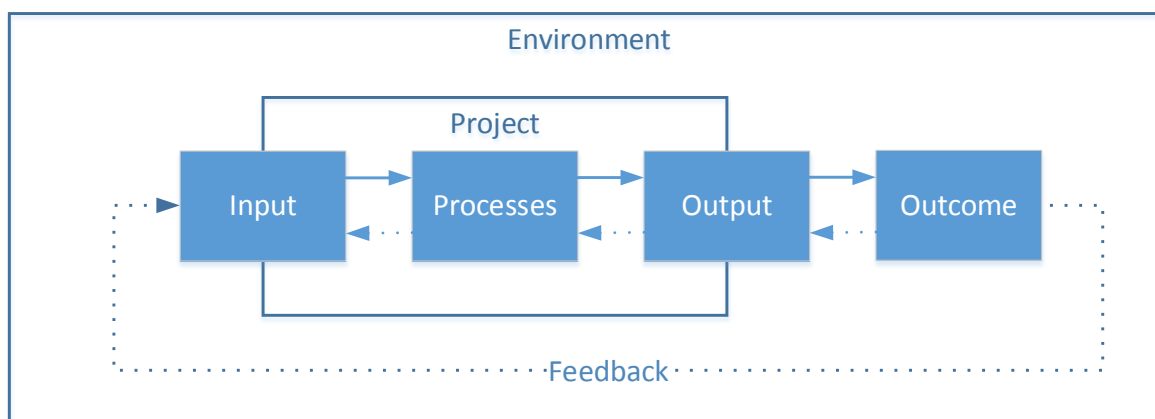 Environment
Project
Input
Processes
Output
Outcome
Feedback